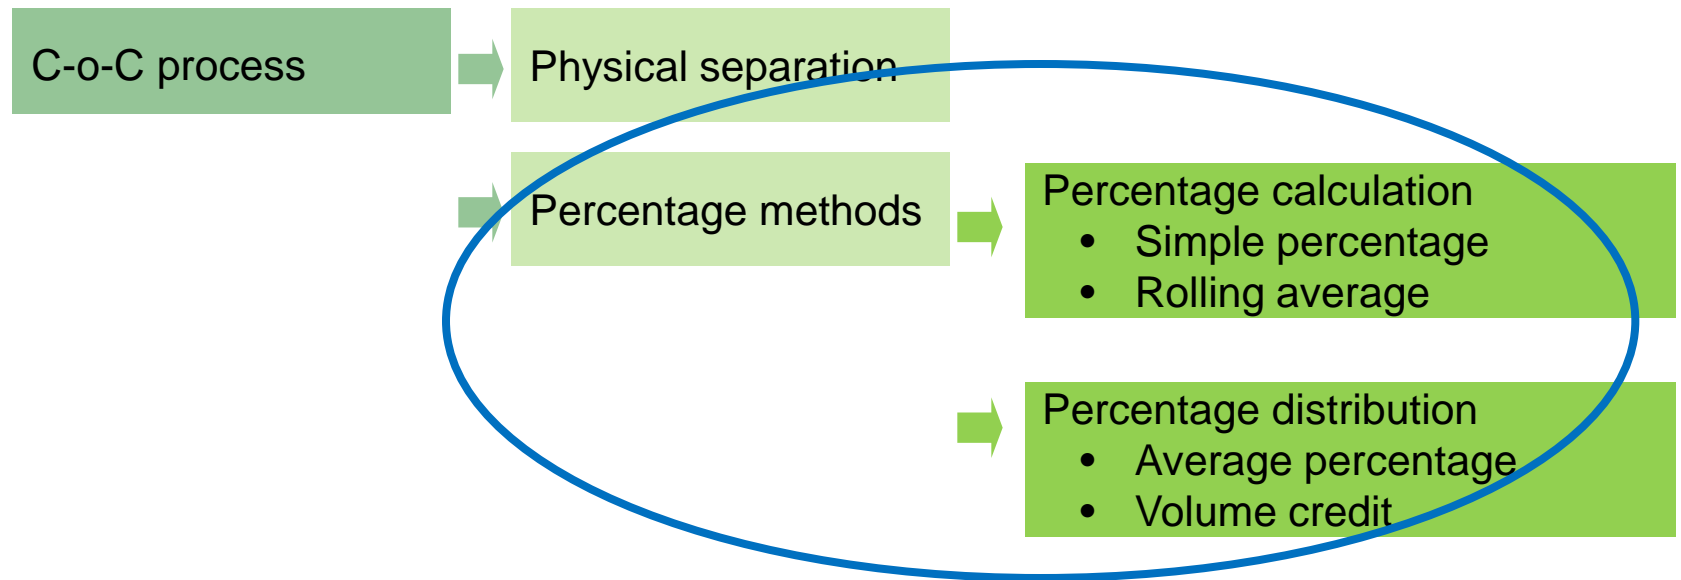 C-o-C process
Physical separation
Percentage methods
Percentage calculation
• Simple percentage
• Rolling average
Percentage distribution
• Average percentage
• Volume credit